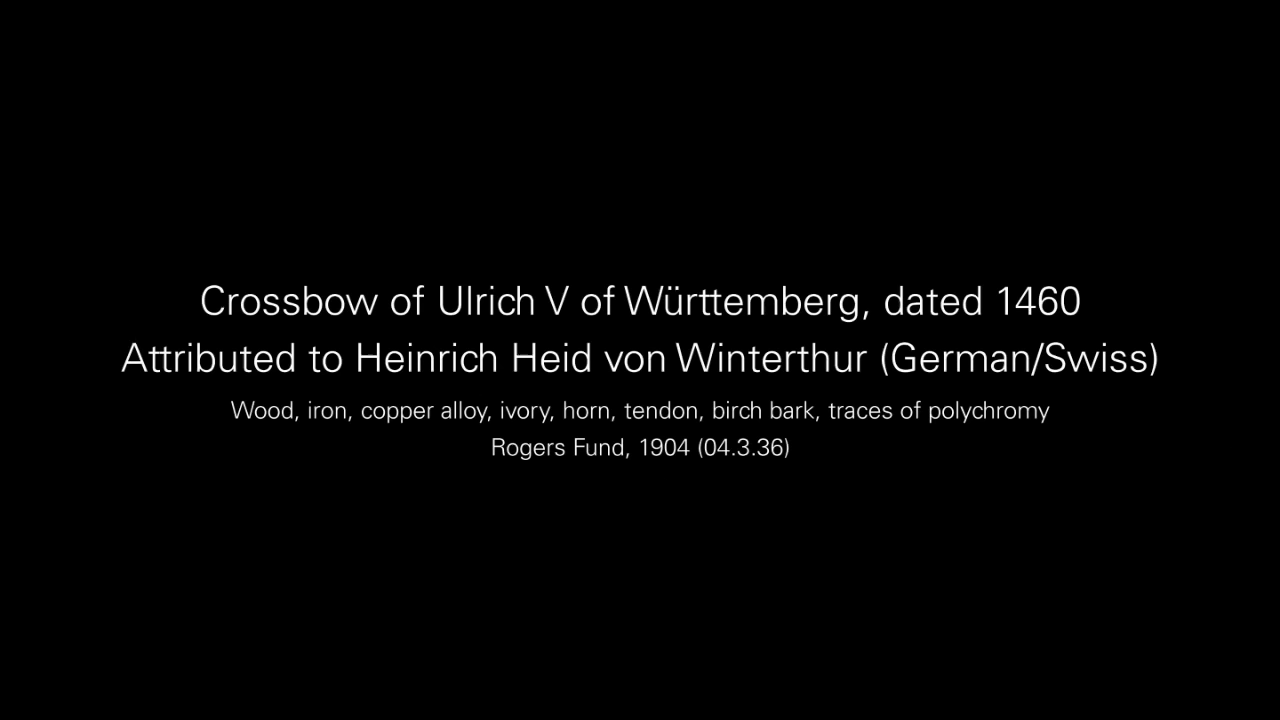 Crossbow of Ulrich V of Württemberg, dated 1460
Attributed to Heinrich Heid von Winterthur (German/Swiss)
Wood, iron, copper alloy, ivory, horn, tendon, birch bark, traces of polychromy
Rogers Fund, 1904 (04.3.36)